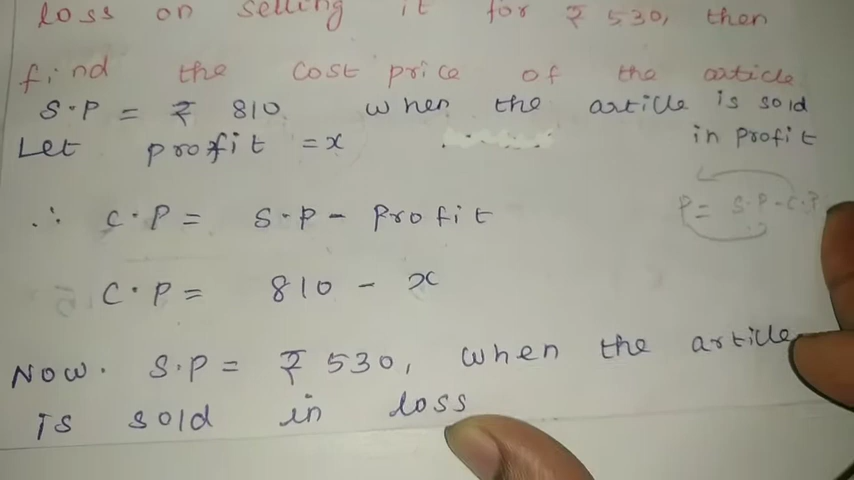 loss on selling it for ₹ 530, then
find the cost price of the article
S.P = ₹ 810 when the article is sold
in profit
Let profit = x
∴ C.P = S.P - Profit
P = S.P - C.P
C.P = 810 - x
Now. S.P = ₹ 530, when the article
is sold in loss